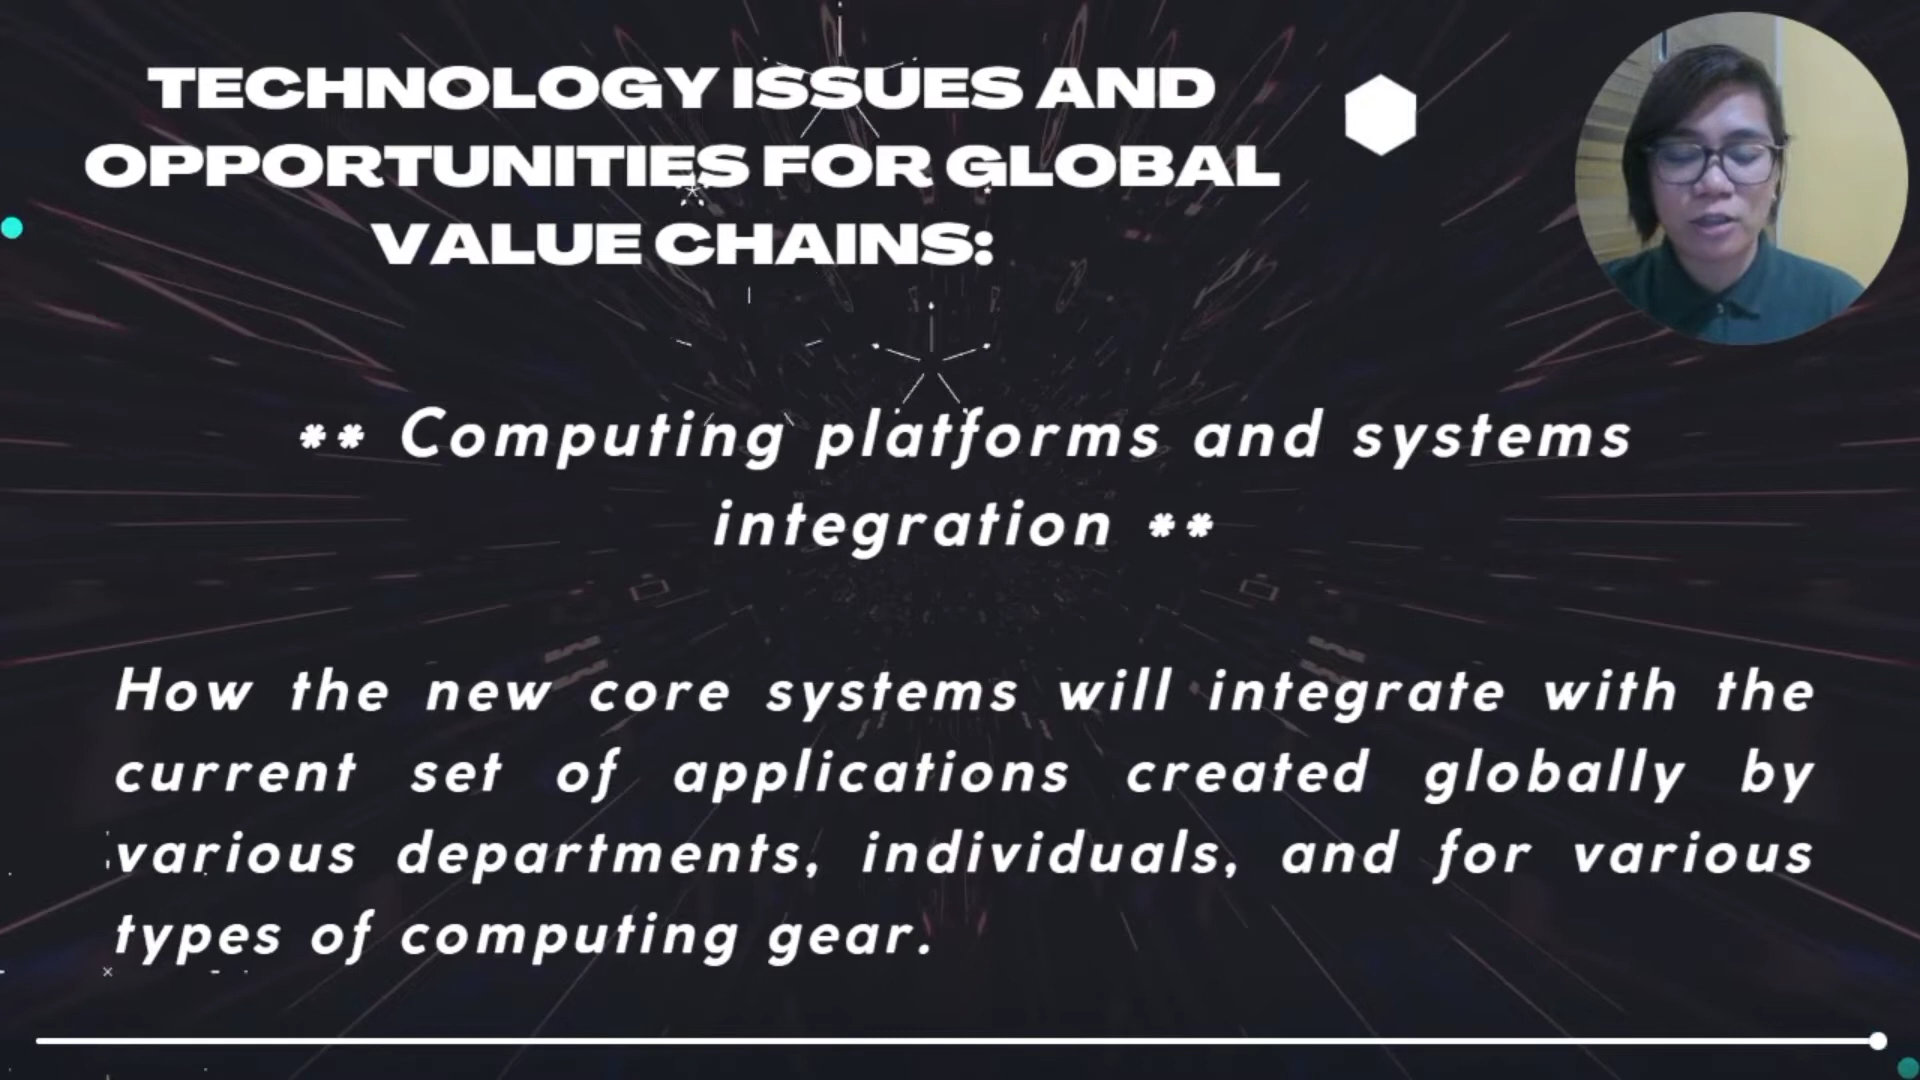 TECHNOLOGY ISSUES AND
OPPORTUNITIES FOR GLOBAL
VALUE CHAINS:
** Computing platforms and systems
integration **
How the new core systems will integrate with the
current set of applications created globally by
various departments, individuals, and for various
types of computing gear.